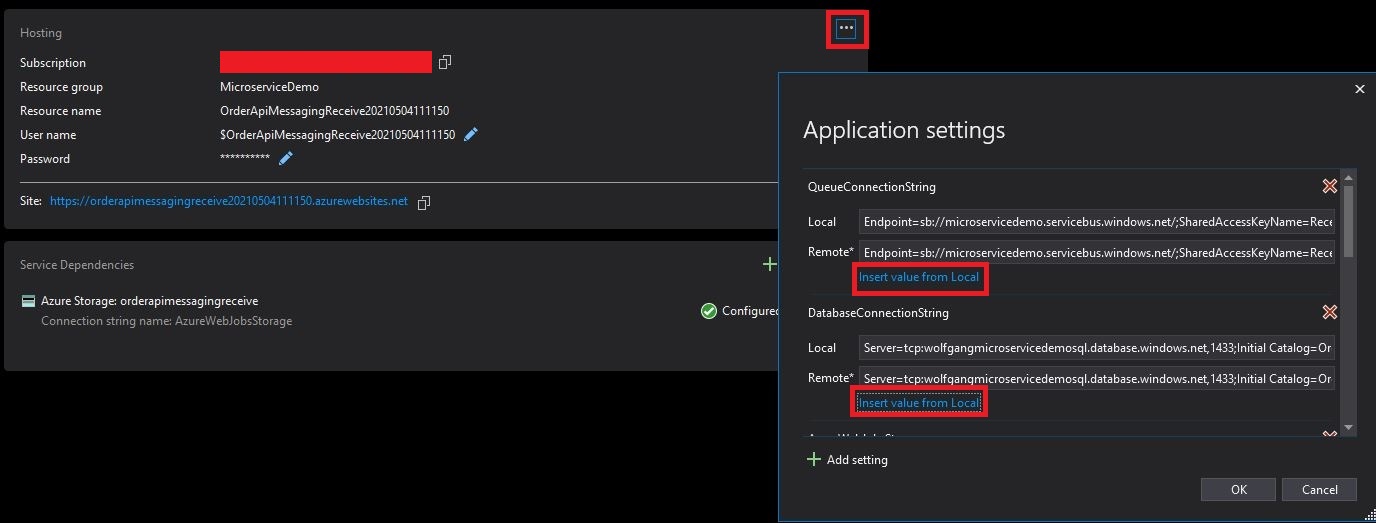 Hosting
...
Subscription
Resource group MicroserviceDemo
Resource name OrderApiMessagingReceive20210504111150
User name $OrderApiMessagingReceive20210504111150
Password **********
Site: https://orderapimessagingreceive20210504111150.azurewebsites.net
Service Dependencies
Azure Storage: orderapimessagingreceive
Connection string name: AzureWebJobsStorage
Configured
Application settings
QueueConnectionString
Local Endpoint=sb://microservicedemo.servicebus.windows.net/;SharedAccessKeyName=Rece
Remote* Endpoint=sb://microservicedemo.servicebus.windows.net/;SharedAccessKeyName=Rece
Insert value from Local
DatabaseConnectionString
Local Server=tcp:wolfgangmicroservicedemosql.database.windows.net,1433;Initial Catalog=Or
Remote* Server=tcp:wolfgangmicroservicedemosql.database.windows.net,1433;Initial Catalog=Or
Insert value from Local
Add setting
OK Cancel